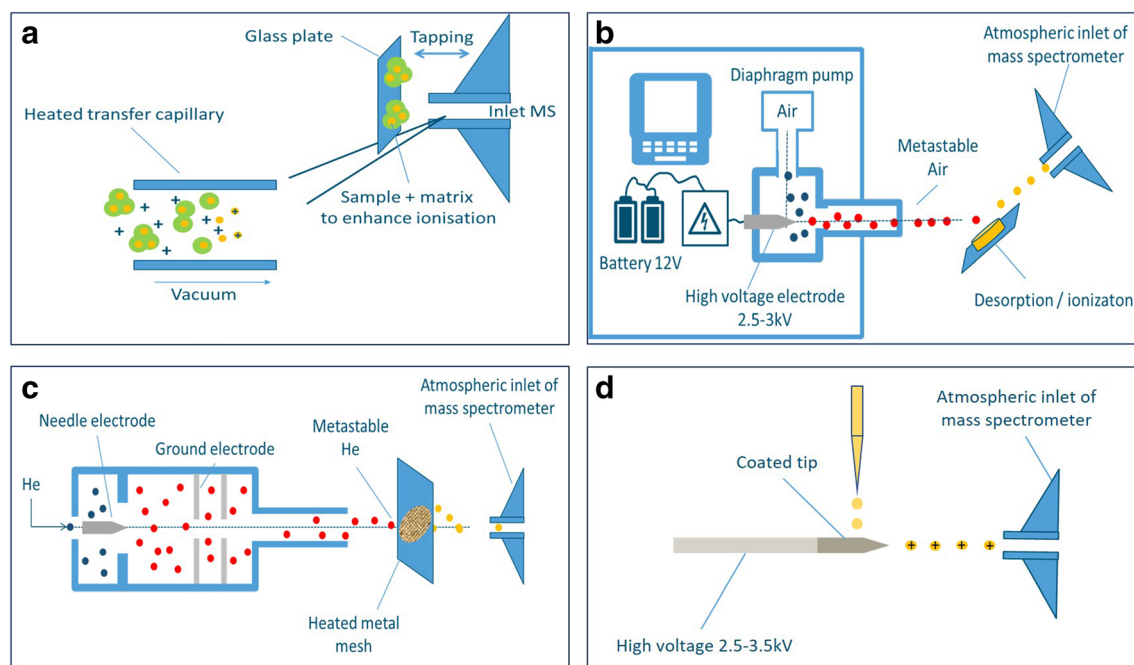 a
Glass plate
Tapping
Heated transfer capillary
Inlet MS
Sample + matrix
to enhance ionisation
Vacuum
b
Atmospheric inlet of
mass spectrometer
Diaphragm pump
Air
Metastable
Air
Battery 12V
High voltage electrode
2.5-3kV
Desorption / ionizaton
c
Atmospheric inlet of
mass spectrometer
Needle electrode
Metastable
He
Ground electrode
He
Heated metal
mesh
d
Atmospheric inlet of
mass spectrometer
Coated tip
High voltage 2.5-3.5kV